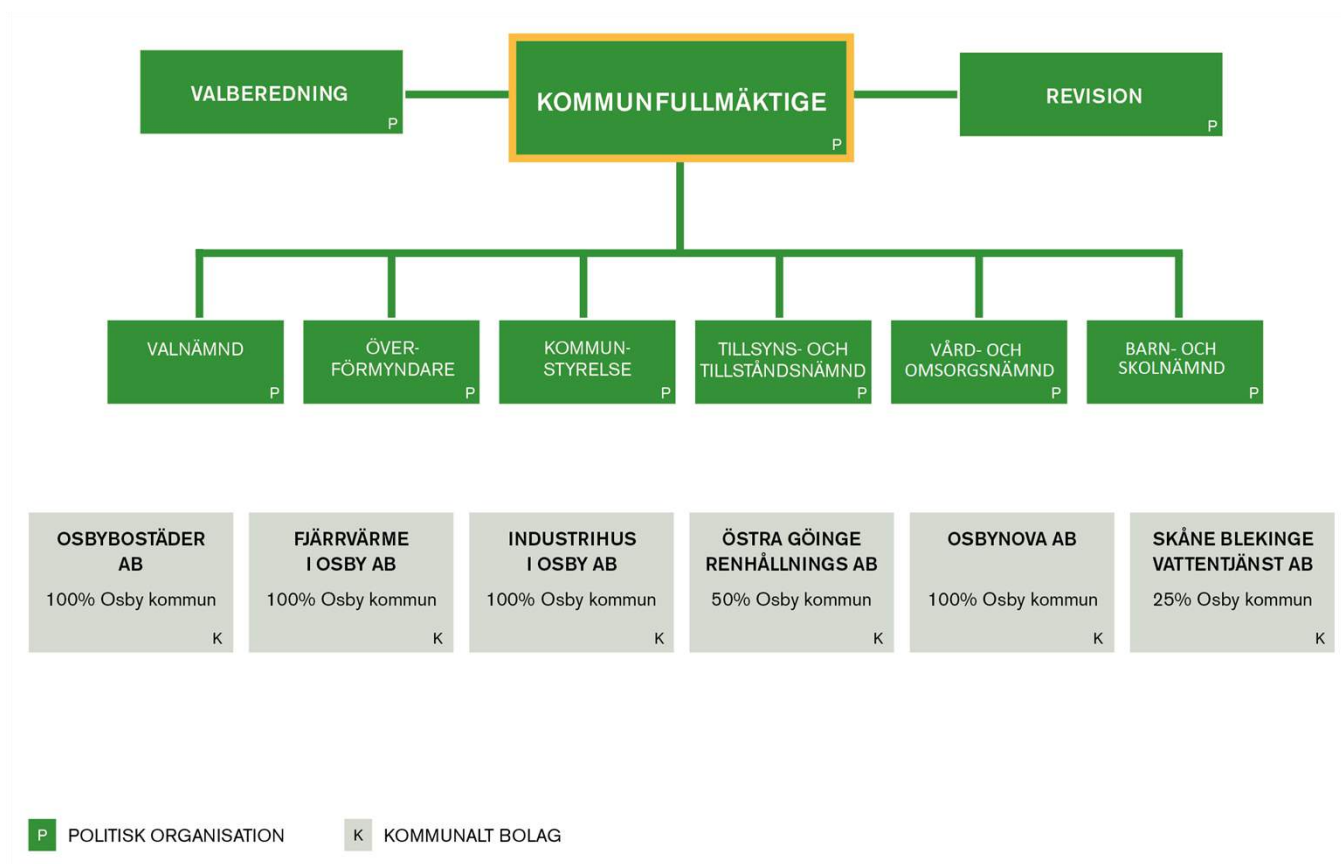 VALBEREDNING
P
KOMMUNFULLMÄKTIGE
P
REVISION
P
VALNÄMND
P
ÖVER-
FÖRMYNDARE
P
KOMMUN-
STYRELSE
P
TILLSYNS- OCH
TILLSTÅNDSNÄMND
P
VÅRD- OCH
OMSORGSNÄMND
P
BARN- OCH
SKOLNÄMND
P
OSBYBOSTÄDER
AB
100% Osby kommun
K
FJÄRRVÄRME
I OSBY AB
100% Osby kommun
K
INDUSTRIHUS
I OSBY AB
100% Osby kommun
K
ÖSTRA GÖINGE
RENHÅLLNINGS AB
50% Osby kommun
K
OSBYNOVA AB
100% Osby kommun
K
SKÅNE BLEKINGE
VATTENTJÄNST AB
25% Osby kommun
K
P POLITISK ORGANISATION
K KOMMUNALT BOLAG